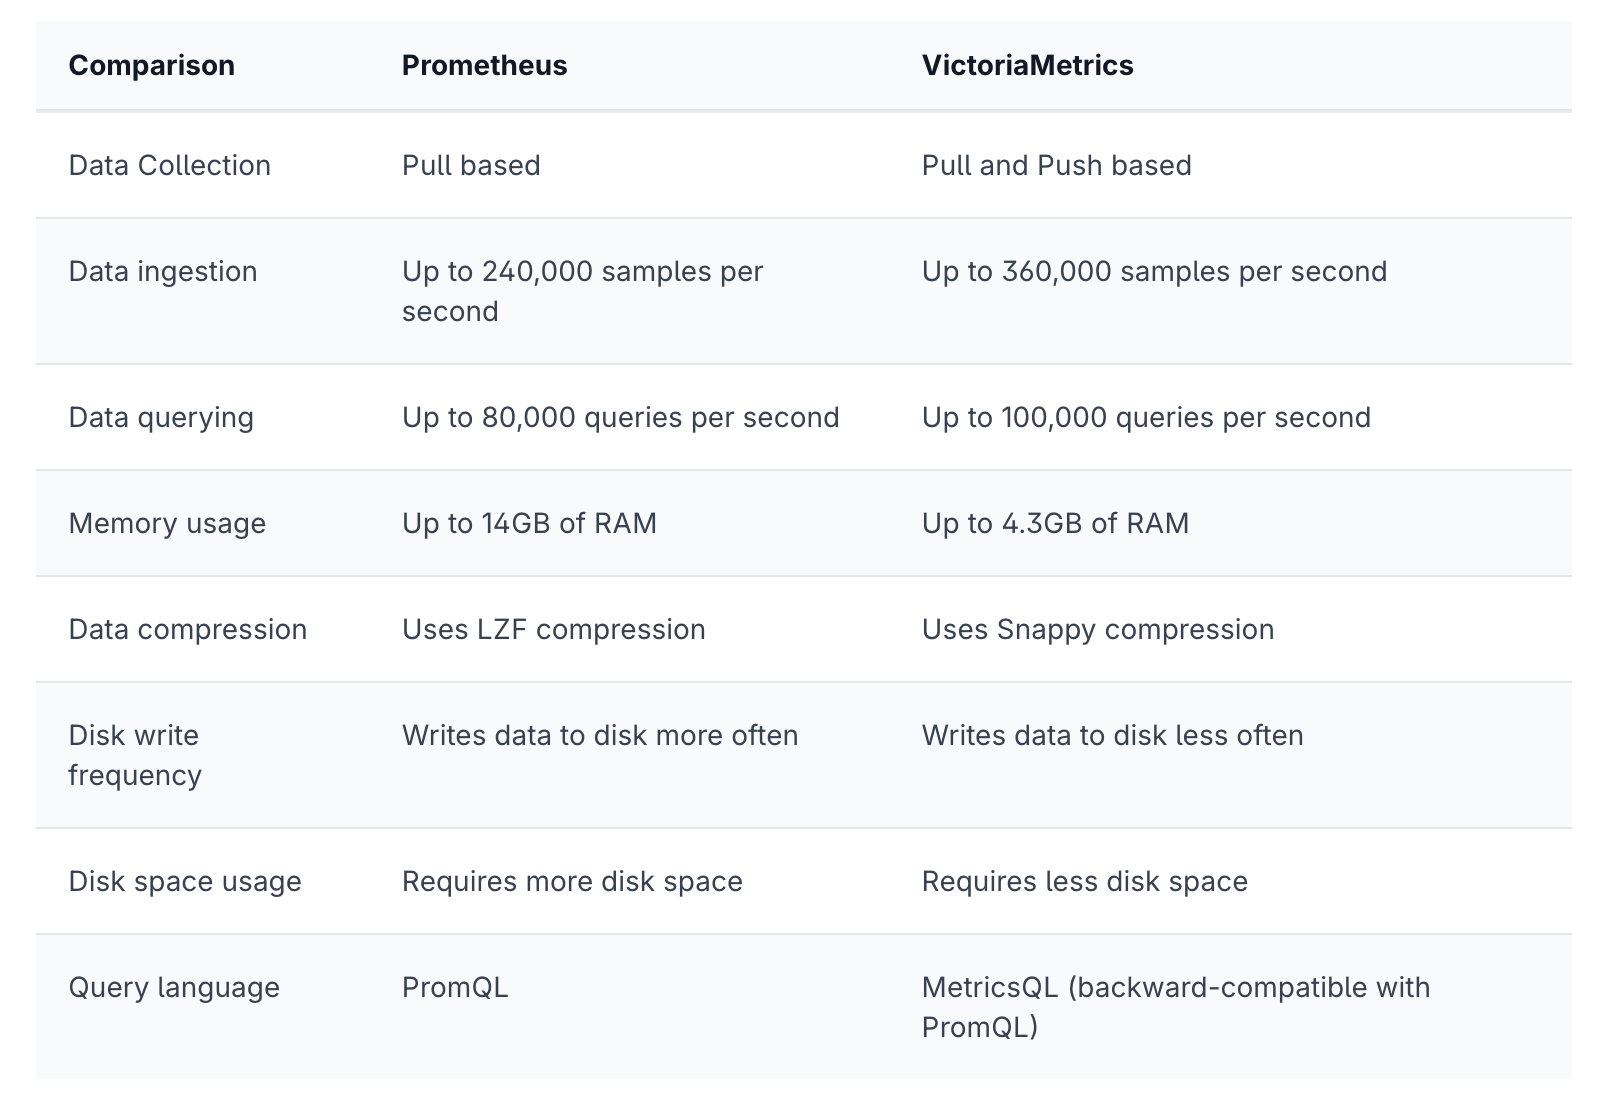 Comparison Prometheus VictoriaMetrics
Data Collection Pull based Pull and Push based
Data ingestion Up to 240,000 samples per Up to 360,000 samples per second
second
Data querying Up to 80,000 queries per second Up to 100,000 queries per second
Memory usage Up to 14GB of RAM Up to 4.3GB of RAM
Data compression Uses LZF compression Uses Snappy compression
Disk write Writes data to disk more often Writes data to disk less often
frequency
Disk space usage Requires more disk space Requires less disk space
Query language PromQL MetricsQL (backward-compatible with
PromQL)